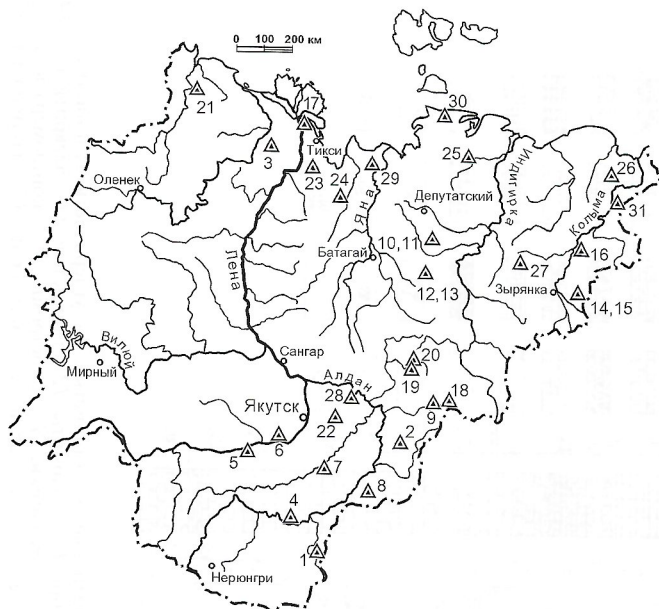 0 100 200 км
21
17
30
3
Тикси
25
Индигирка
26
23
24
29
Оленек
Яна
Депутатский
Колыма
31
Лена
Батагай
10, 11
16
12, 13
27
Зырянка
14, 15
Вилюй
Мирный
Сангар
20
19
Алдан
28
18
9
Якутск
22
2
6
5
7
8
4
1
Нерюнгри